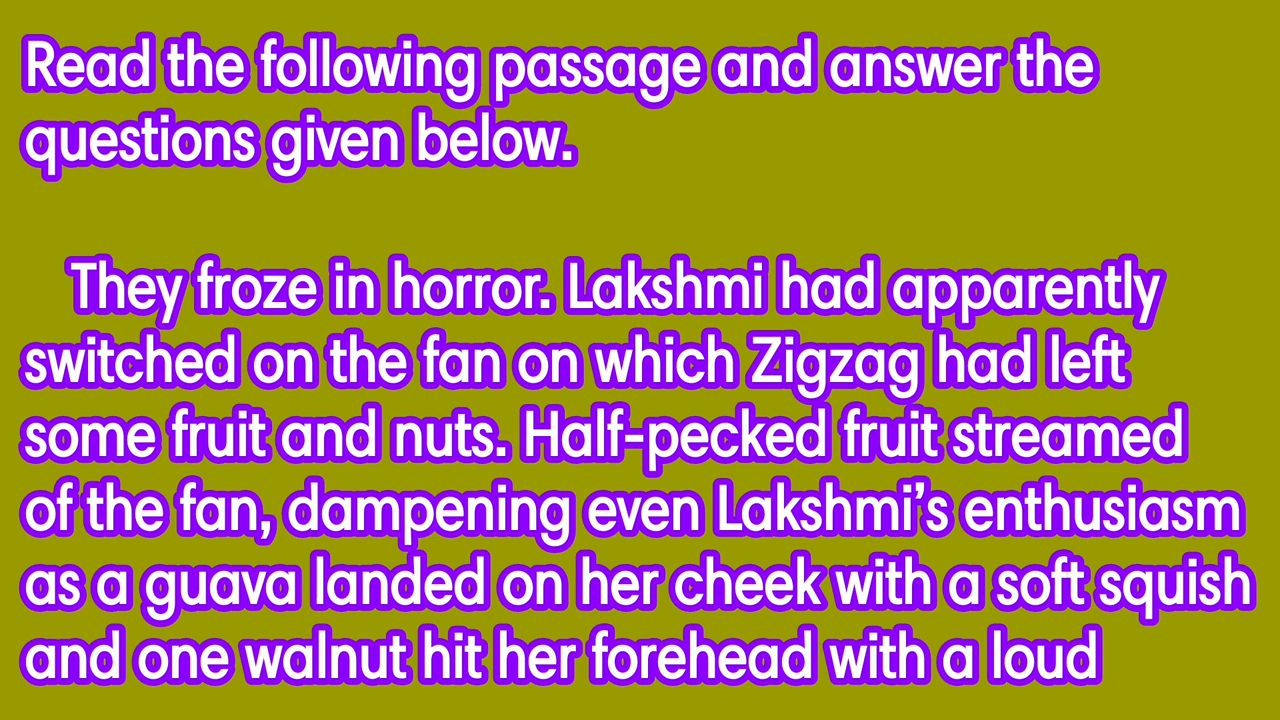 Read the following passage and answer the
questions given below.
They froze in horror. Lakshmi had apparently
switched on the fan on which Zigzag had left
some fruit and nuts. Half-pecked fruit streamed
of the fan, dampening even Lakshmi’s enthusiasm
as a guava landed on her cheek with a soft squish
and one walnut hit her forehead with a loud